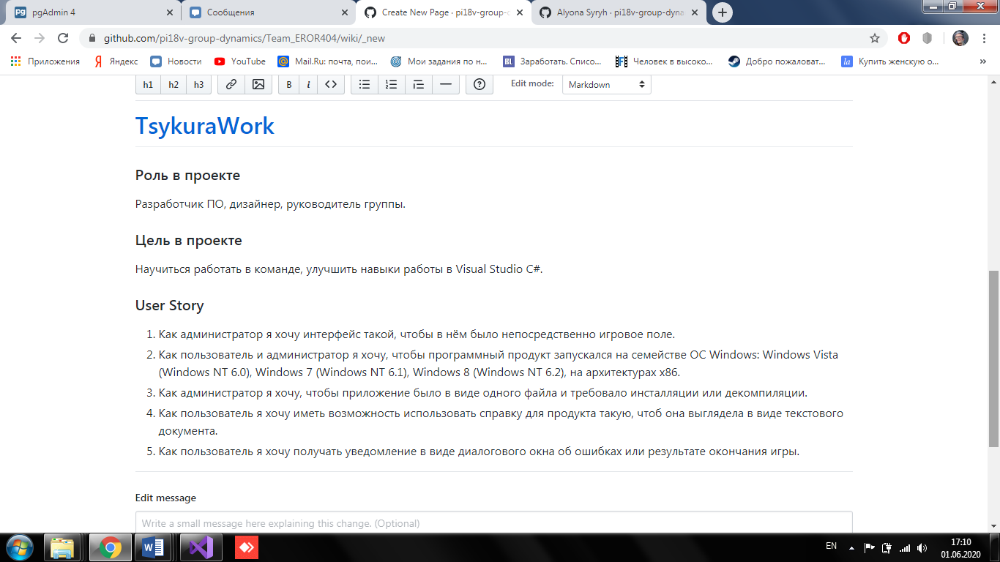 pgAdmin 4
Сообщения
Create New Page · pi18v-group-d
Alyona Syryh · pi18v-group-dyna
github.com/pi18v-group-dynamics/Team_EROR404/wiki/_new
Приложения Яндекс Новости YouTube Mail.Ru: почта, пои... Мои задания по н... Заработать. Списо... Человек в высоко... Добро пожаловат... Купить женскую о... »
h1 h2 h3 B i Edit mode: Markdown
TsykuraWork
Роль в проекте
Разработчик ПО, дизайнер, руководитель группы.
Цель в проекте
Научиться работать в команде, улучшить навыки работы в Visual Studio C#.
User Story
1. Как администратор я хочу интерфейс такой, чтобы в нём было непосредственно игровое поле.
2. Как пользователь и администратор я хочу, чтобы программный продукт запускался на семействе ОС Windows: Windows Vista
(Windows NT 6.0), Windows 7 (Windows NT 6.1), Windows 8 (Windows NT 6.2), на архитектурах x86.
3. Как администратор я хочу, чтобы приложение было в виде одного файла и требовало инсталляции или декомпиляции.
4. Как пользователь я хочу иметь возможность использовать справку для продукта такую, чтоб она выглядела в виде текстового
документа.
5. Как пользователь я хочу получать уведомление в виде диалогового окна об ошибках или результате окончания игры.
Edit message
Write a small message here explaining this change. (Optional)
EN
17:10
01.06.2020